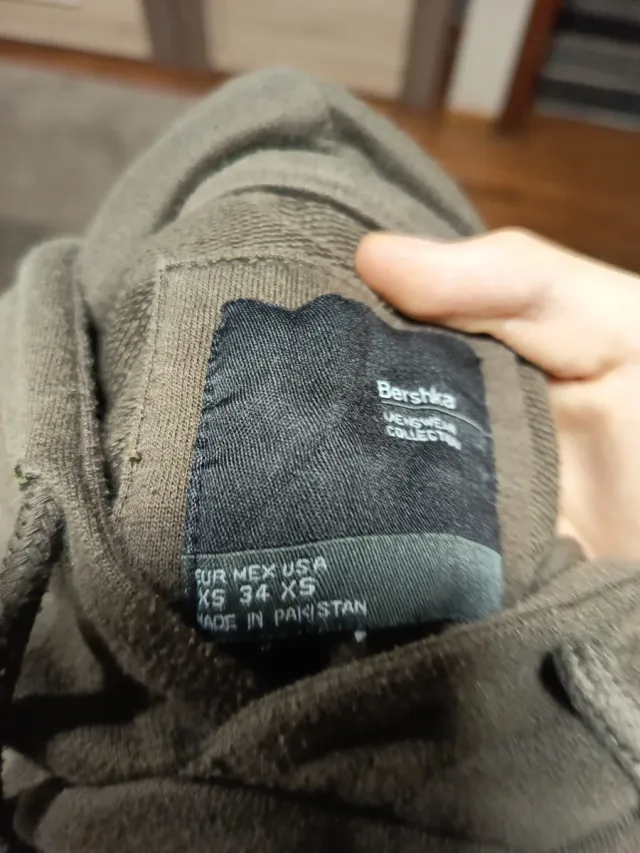 Bershka
MENSWEAR
COLLECTION
EUR MEX USA
XS 34 XS
MADE IN PAKISTAN